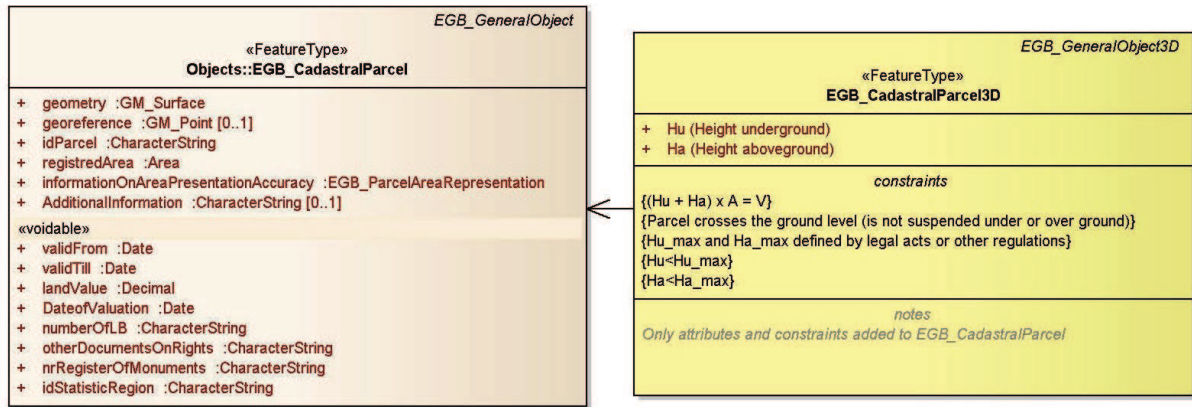 EGB_GeneralObject
«FeatureType»
Objects::EGB_CadastralParcel
+ geometry :GM_Surface
+ georeference :GM_Point [0..1]
+ idParcel :CharacterString
+ registredArea :Area
+ informationOnAreaPresentationAccuracy :EGB_ParcelAreaRepresentation
+ AdditionalInformation :CharacterString [0..1]
«voidable»
+ validFrom :Date
+ validTill :Date
+ landValue :Decimal
+ DateofValuation :Date
+ numberOfLB :CharacterString
+ otherDocumentsOnRights :CharacterString
+ nrRegisterOfMonuments :CharacterString
+ idStatisticRegion :CharacterString
EGB_GeneralObject3D
«FeatureType»
EGB_CadastralParcel3D
+ Hu (Height underground)
+ Ha (Height aboveground)
constraints
{(Hu + Ha) x A = V}
{Parcel crosses the ground level (is not suspended under or over ground)}
{Hu_max and Ha_max defined by legal acts or other regulations}
{Hu<Hu_max}
{Ha<Ha_max}
notes
Only attributes and constraints added to EGB_CadastralParcel